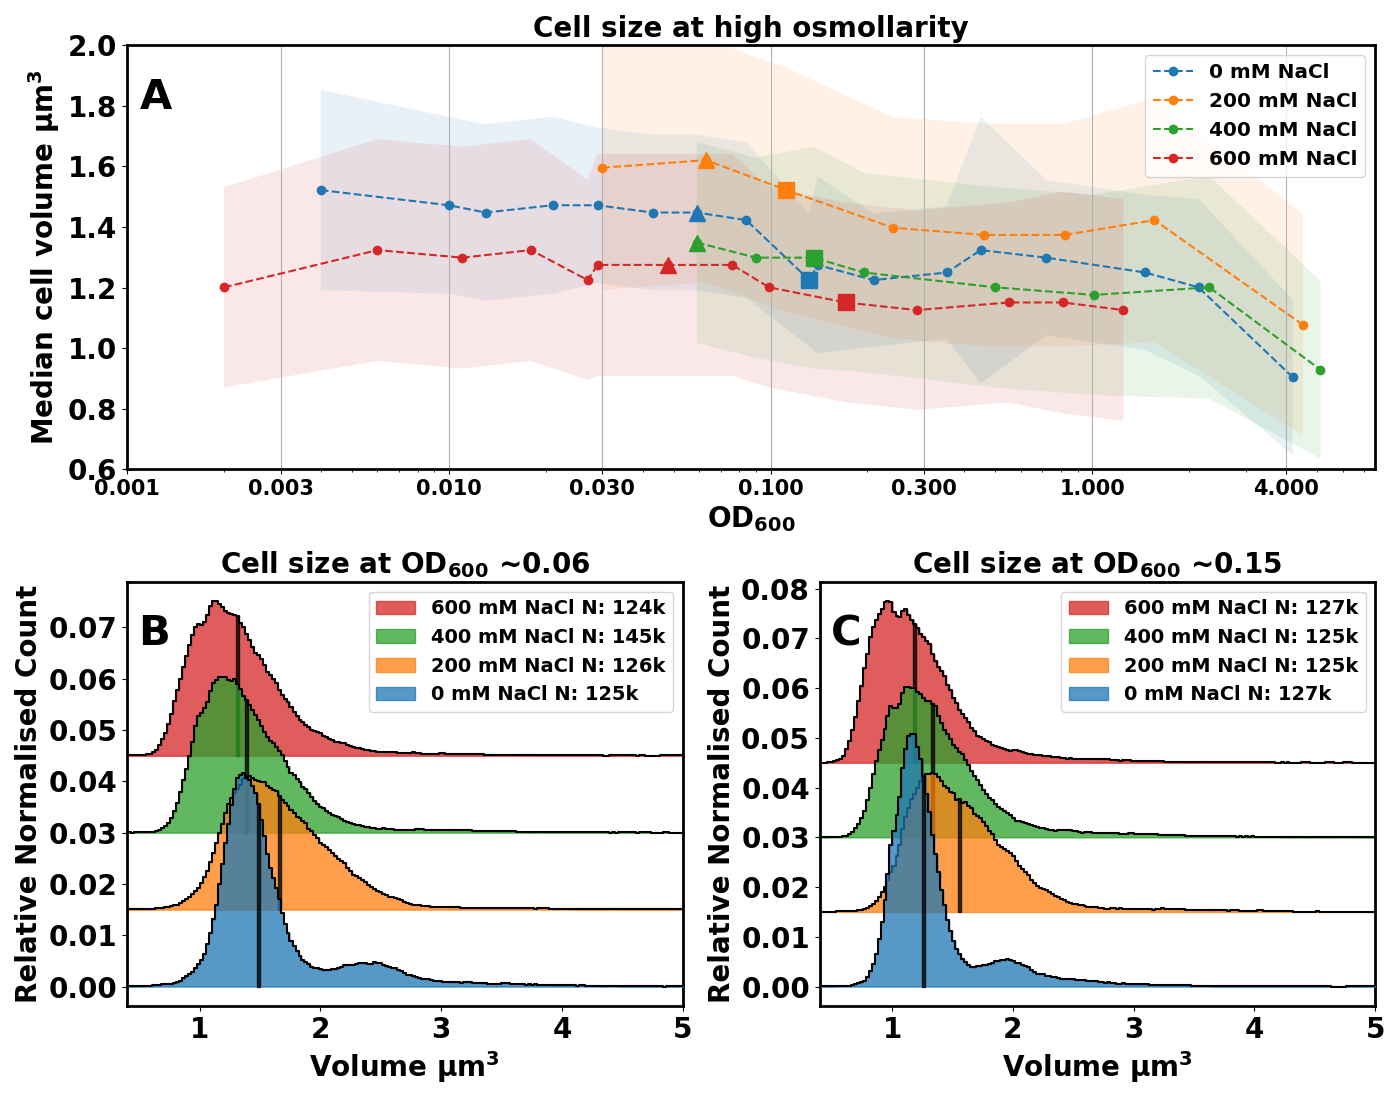 Cell size at high osmollarity
A
2.0
1.8
1.6
1.4
1.2
1.0
0.8
0.6
Median cell volume μm³
0 mM NaCl
200 mM NaCl
400 mM NaCl
600 mM NaCl
0.001 0.003 0.010 0.030 0.100 0.300 1.000 4.000
OD₆₀₀
Cell size at OD₆₀₀ ~0.06
B
0.07
0.06
0.05
0.04
0.03
0.02
0.01
0.00
Relative Normalised Count
600 mM NaCl N: 124k
400 mM NaCl N: 145k
200 mM NaCl N: 126k
0 mM NaCl N: 125k
1 2 3 4 5
Volume μm³
Cell size at OD₆₀₀ ~0.15
C
0.08
0.07
0.06
0.05
0.04
0.03
0.02
0.01
0.00
Relative Normalised Count
600 mM NaCl N: 127k
400 mM NaCl N: 125k
200 mM NaCl N: 125k
0 mM NaCl N: 127k
1 2 3 4 5
Volume μm³